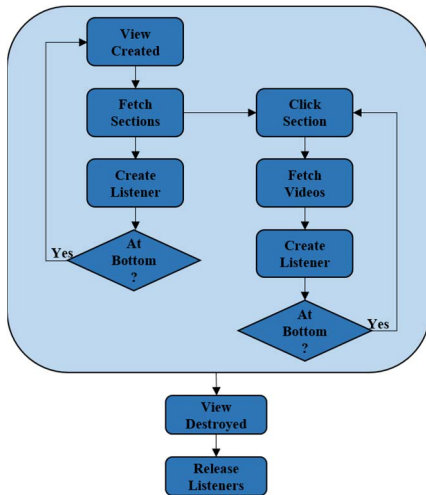 View
Created
Fetch
Sections
Create
Listener
At
Bottom
?
Yes
Click
Section
Fetch
Videos
Create
Listener
At
Bottom
?
Yes
View
Destroyed
Release
Listeners